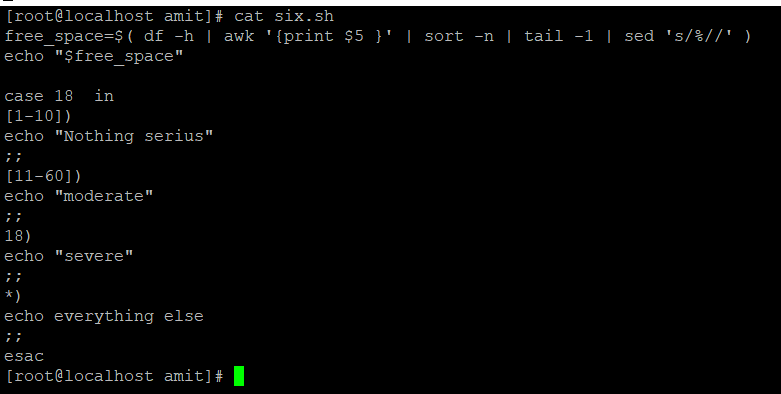 [root@localhost amit]# cat six.sh
free_space=$( df -h | awk '{print $5 }' | sort -n | tail -1 | sed 's/%//' )
echo "$free_space"
case 18  in
[1-10])
echo "Nothing serius"
;;
[11-60])
echo "moderate"
;;
18)
echo "severe"
;;
*)
echo everything else
;;
esac
[root@localhost amit]#